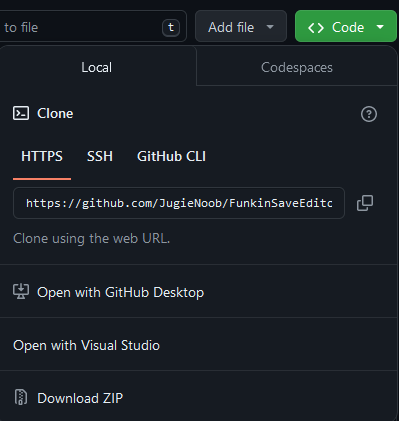 to file t Add file Code
Local Codespaces
Clone
HTTPS SSH GitHub CLI
https://github.com/JugieNoob/FunkinSaveEditc
Clone using the web URL.
Open with GitHub Desktop
Open with Visual Studio
Download ZIP